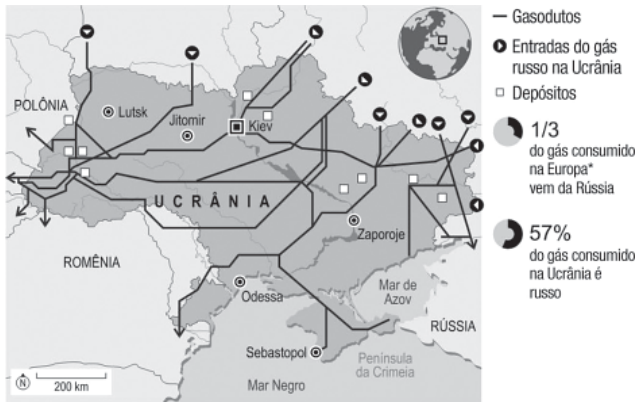 POLÔNIA
Lutsk
Jitomir
Kiev
UCRÂNIA
Zaporoje
ROMÊNIA
Odessa
Mar de
Azov
RÚSSIA
Sebastopol
Península
da Crimeia
Mar Negro
N
200 km
Gasodutos
Entradas do gás
russo na Ucrânia
Depósitos
1/3
do gás consumido
na Europa*
vem da Rússia
57%
do gás consumido
na Ucrânia é
russo